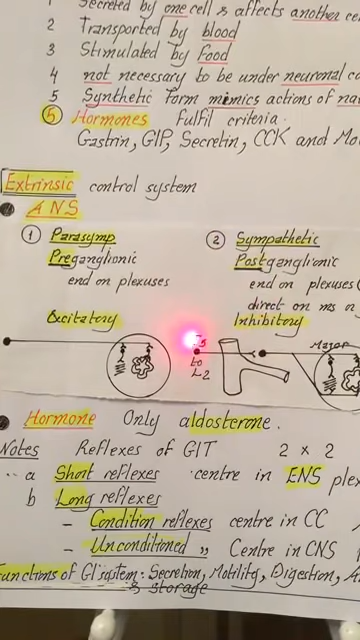 1 Secreted by one cell & affects another
2 Transported by blood
3 Stimulated by food
4 not necessary to be under neuronal
5 Synthetic form mimics actions of
⑤ Hormones Fulfil criteria.
Gastrin, GIP, Secretin, CCK and
Extrinsic control system
ANS
① Parasymp
Preganglionic
end on plexuses
Excitatory
② Sympathetic
Postganglionic
end on plexuses
direct on ms
Inhibitory
T5
to
L2
Major
Hormone Only aldosterone.
Notes Reflexes of GIT 2 x 2
a Short reflexes centre in ENS
b Long reflexes
- Condition reflexes centre in CC
- Unconditioned ,, Centre in CNS
Functions of GI system: Secretion, Motility, Digestion,
& storage